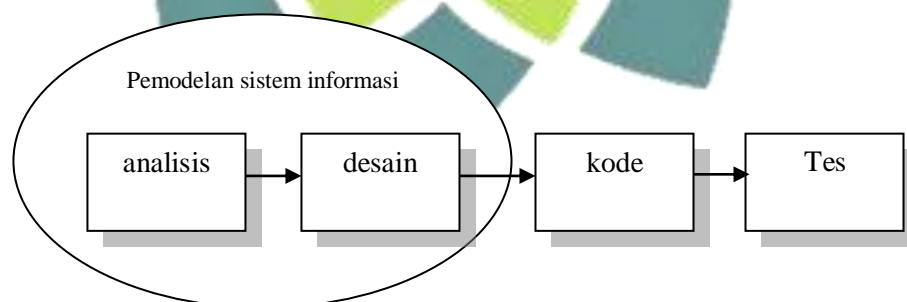 Pemodelan sistem informasi
analisis
desain
kode
Tes